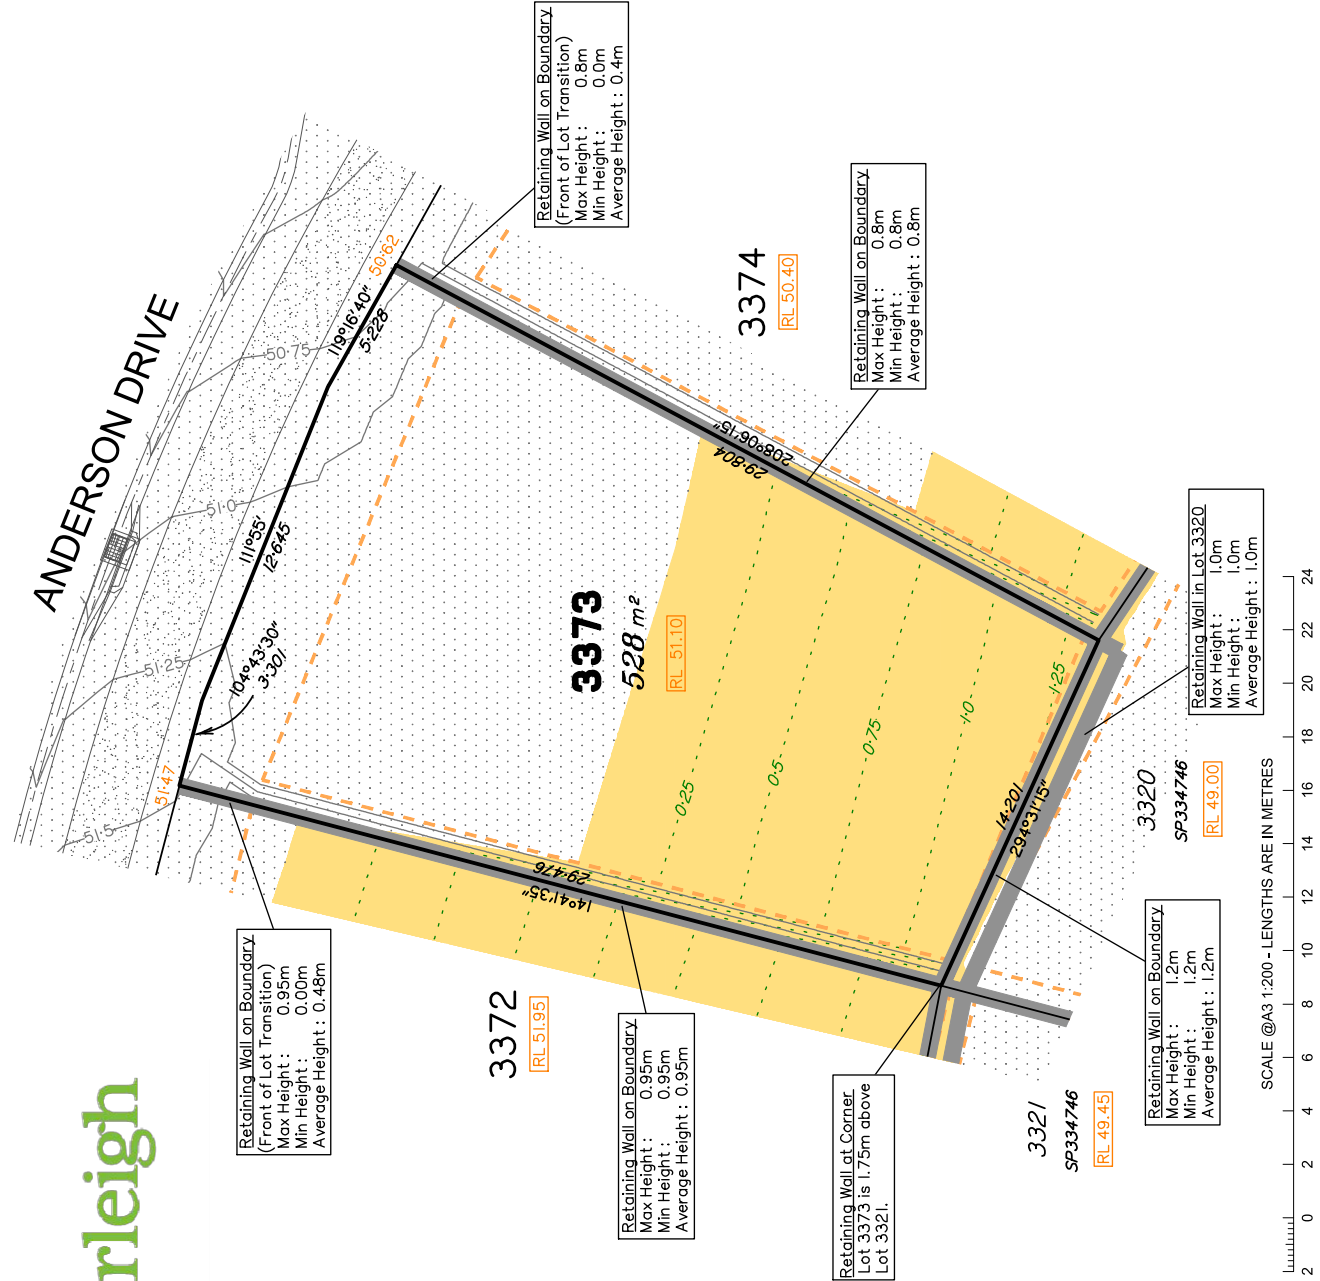 rleigh
ANDERSON DRIVE
Retaining Wall on Boundary
(Front of Lot Transition)
Max Height : 0.8m
Min Height : 0.0m
Average Height : 0.4m
51·47
51·5
51·25
51·0
50·75
50·62
104°43'30"
3·301
111°55'
12·645
119°16'40"
5·228
3374
RL 50.40
Retaining Wall on Boundary
Max Height : 0.8m
Min Height : 0.8m
Average Height : 0.8m
208°06'15"
29·804
3373
528 m²
RL 51.10
0·25
0·5
0·75
1·0
1·25
Retaining Wall on Boundary
(Front of Lot Transition)
Max Height : 0.95m
Min Height : 0.00m
Average Height : 0.48m
29·476
14°41'35"
3372
RL 51.95
Retaining Wall on Boundary
Max Height : 0.95m
Min Height : 0.95m
Average Height : 0.95m
14·201
294°31'15"
Retaining Wall in Lot 3320
Max Height : 1.0m
Min Height : 1.0m
Average Height : 1.0m
3320
SP334746
RL 49.00
Retaining Wall at Corner
Lot 3373 is 1.75m above
Lot 3321.
3321
SP334746
RL 49.45
Retaining Wall on Boundary
Max Height : 1.2m
Min Height : 1.2m
Average Height : 1.2m
SCALE @A3 1:200 - LENGTHS ARE IN METRES
2 0 2 4 6 8 10 12 14 16 18 20 22 24